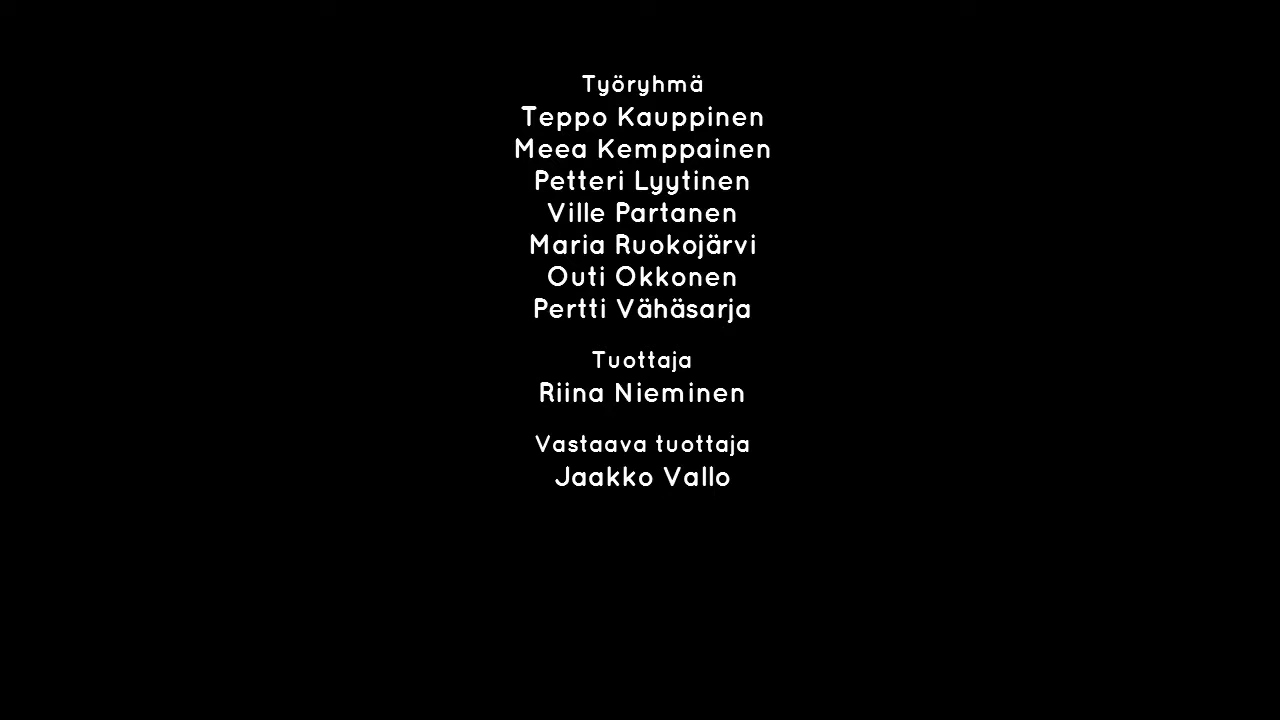 Työryhmä
Teppo Kauppinen
Meea Kemppainen
Petteri Lyytinen
Ville Partanen
Maria Ruokojärvi
Outi Okkonen
Pertti Vähäsarja
Tuottaja
Riina Nieminen
Vastaava tuottaja
Jaakko Vallo